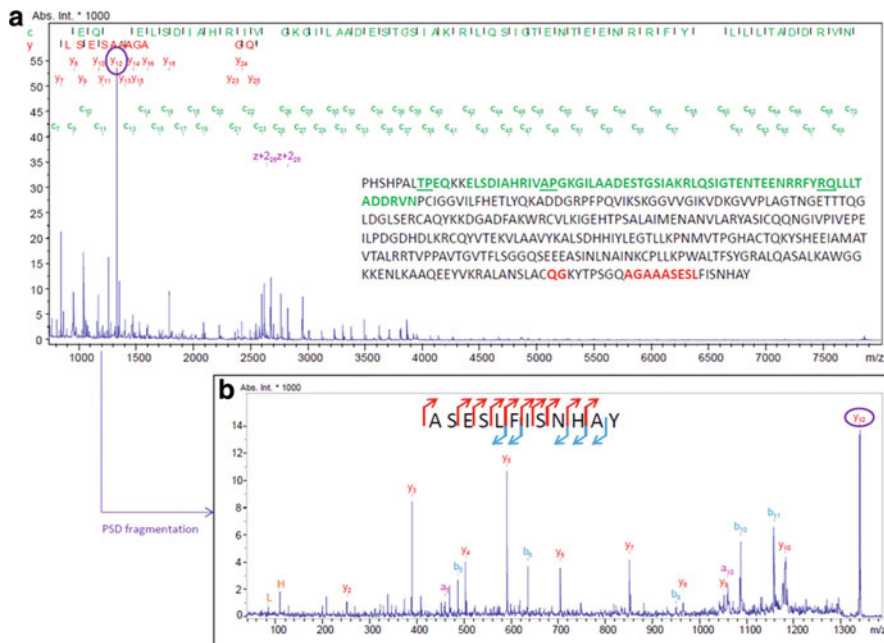 a
Abs. Int. * 1000
c E Q E L S D I A H R I V G K G I L A A D E S T G S I A K R L Q S I G T E N T E E N R R F Y L L L T A D D R V N
y L S E S A A A G A G Q
y8 y10 y12 y14 y16 y18 y24
y7 y9 y11 y13 y15 y23 y25
55
50
45
40
35
30
25
20
15
10
5
0
z+2 26 z+2 28
PHSHPALTPEQKKELSDIAHRIVAPGKGILAADESTGSIAKRLQSIGTENTEENRRFYRQLLLT
ADDRVNPCIGGVILFHETLYQKADDGRPFPQVIKSKGGVVGIKVDKGVVPLAGTNGETTTQG
LDGLSERCAQYKKDGADFAKWRCVLKIGEHTPSALAIMENANVLARYASICQQNGIVPIVEPE
ILPDGDHDLKRCQYVTEKVLAAVYKALSDHHIYLEGTLLKPNMVTPGHACTQKYSHEEIAMAT
VTALRRTVPPAVTGVTFLSGGQSEEEASINLNAINKCPLLKPWALTFSYGRALQASALKAWGG
KKENLKAAQEEYVKRALANSLACQGKYTPSGQAGAAASESLFISNHAY
1000 1500 2000 2500 3000 3500 4000 4500 5000 5500 6000 6500 7000 7500 m/z
PSD fragmentation
b
Abs. Int. * 1000
A S E S L F I S N H A Y
14
12
10
8
6
4
2
0
L H y2 y3 y4 b5 y5 b6 y6 y7 b9 y8 y9 a10 b10 b11 y10 y12
100 200 300 400 500 600 700 800 900 1000 1100 1200 1300 m/z